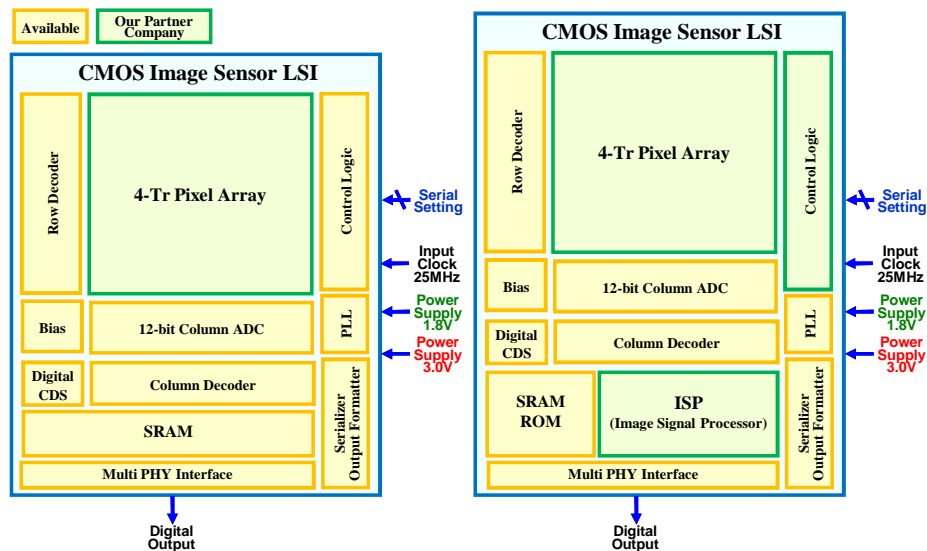 Available
Our Partner
Company
CMOS Image Sensor LSI
Row Decoder
4-Tr Pixel Array
Control Logic
Serial
Setting
Input
Clock
25MHz
Bias
12-bit Column ADC
PLL
Power
Supply
1.8V
Power
Supply
3.0V
Digital
CDS
Column Decoder
Serializer
Output Formatter
SRAM
Multi PHY Interface
Digital
Output
CMOS Image Sensor LSI
Row Decoder
4-Tr Pixel Array
Control Logic
Serial
Setting
Input
Clock
25MHz
Bias
12-bit Column ADC
PLL
Power
Supply
1.8V
Power
Supply
3.0V
Digital
CDS
Column Decoder
Serializer
Output Formatter
SRAM
ROM
ISP
(Image Signal Processor)
Multi PHY Interface
Digital
Output